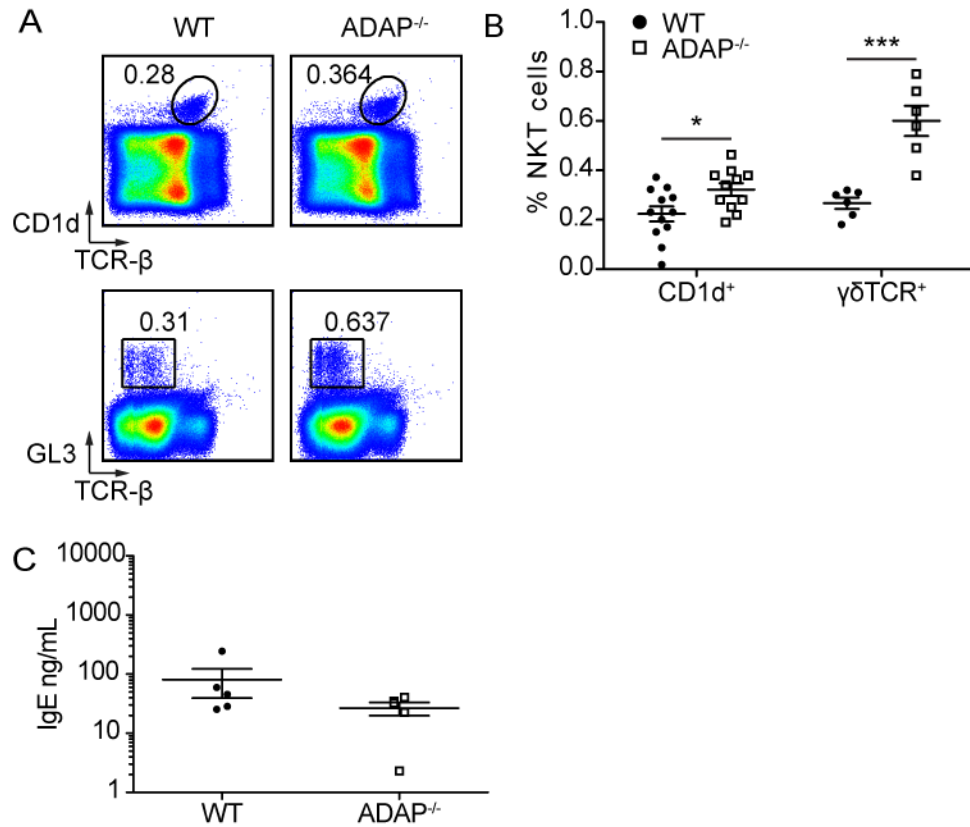 A
WT
ADAP-/-
0.28
0.364
CD1d
TCR-β
0.31
0.637
GL3
TCR-β
B
WT
ADAP-/-
% NKT cells
1.0
0.8
0.6
0.4
0.2
0.0
*
***
CD1d+
γδTCR+
C
IgE ng/mL
10000
1000
100
10
1
WT
ADAP-/-